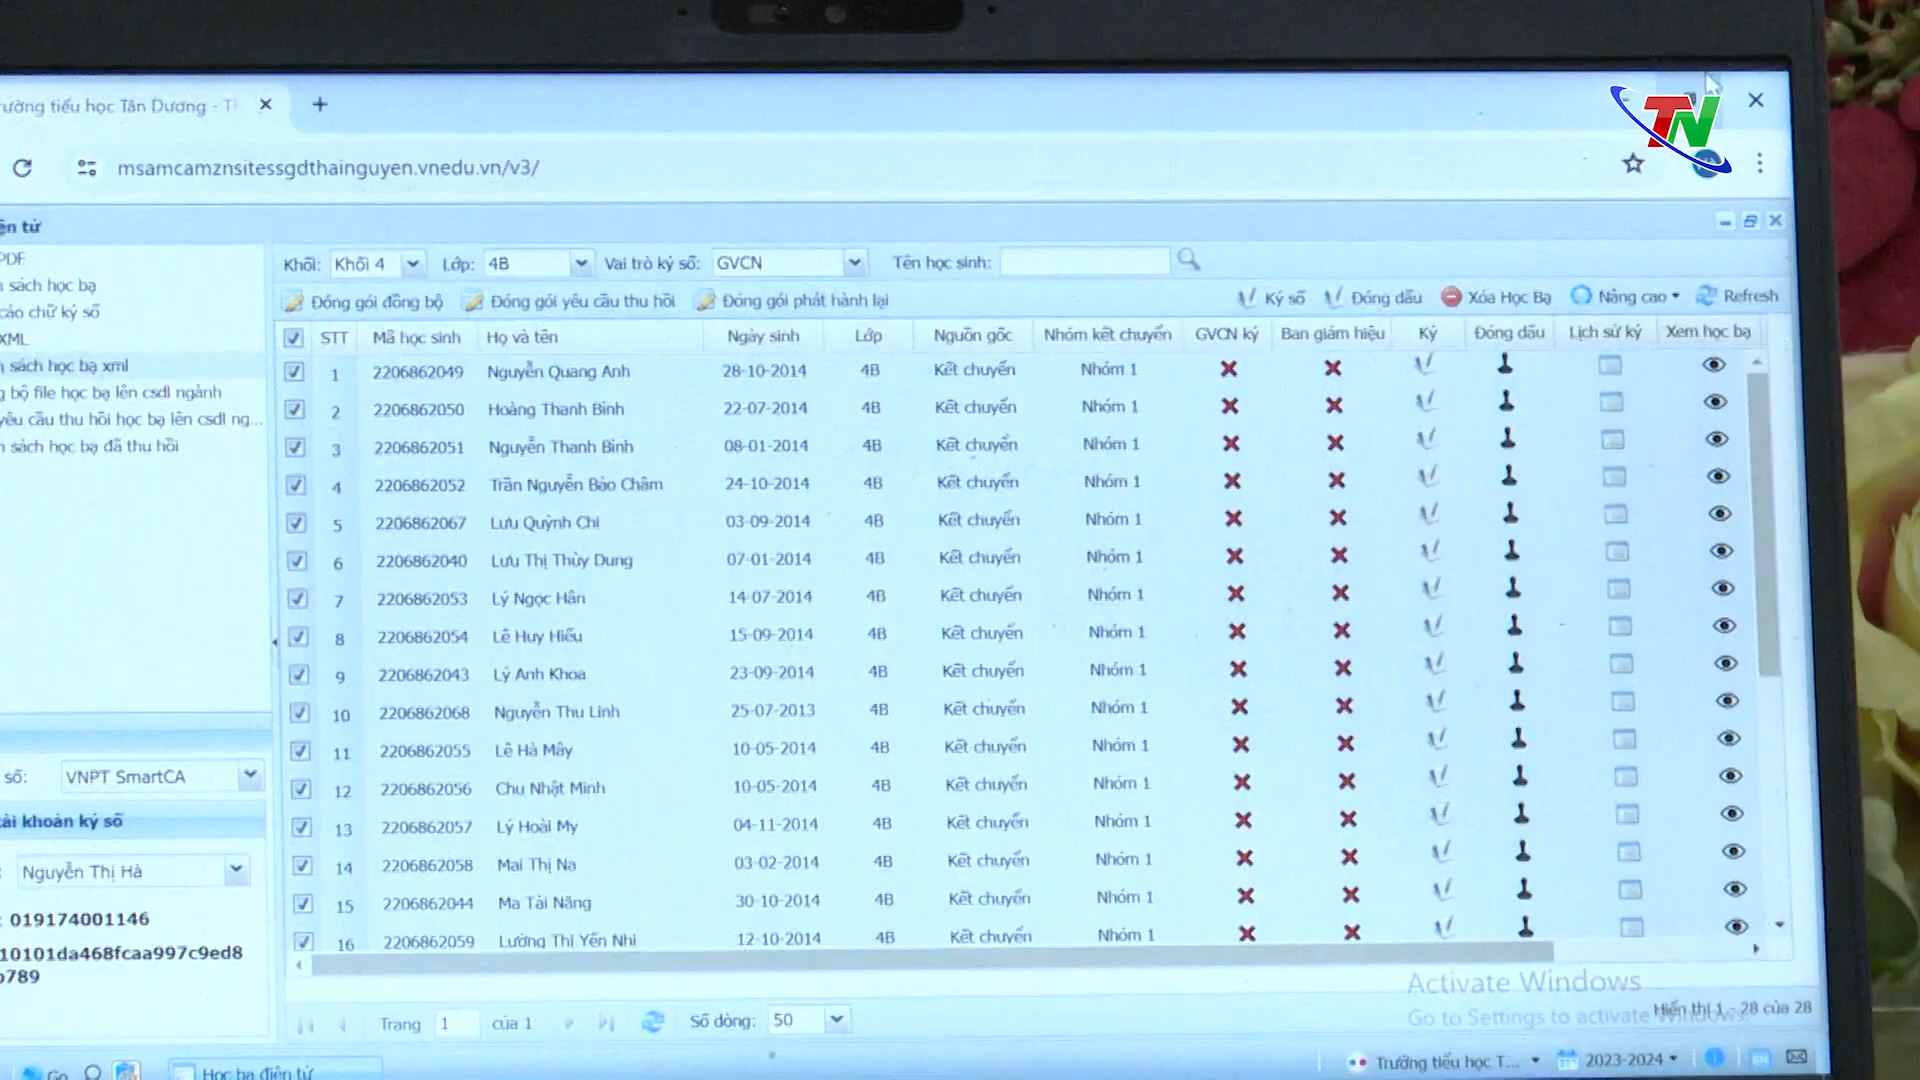 rường tiểu học Tân Dương - T
msamcamznsitessgdthainguyen.vnedu.vn/v3/
TN
ện tử
PDF
sách học bạ
cáo chữ ký số
XML
sách học bạ xml
bộ file học bạ lên csdl ngành
yêu cầu thu hồi học bạ lên csdl ng...
sách học bạ đã thu hồi
Khối: Khối 4 Lớp: 4B Vai trò ký số: GVCN Tên học sinh:
Đóng gói đồng bộ Đóng gói yêu cầu thu hồi Đóng gói phát hành lại Ký số Đóng dấu Xóa Học Bạ Nâng cao Refresh
STT Mã học sinh Họ và tên Ngày sinh Lớp Nguồn gốc Nhóm kết chuyển GVCN ký Ban giám hiệu Ký Đóng dấu Lịch sử ký Xem học bạ
1 2206862049 Nguyễn Quang Anh 28-10-2014 4B Kết chuyển Nhóm 1
2 2206862050 Hoàng Thanh Bình 22-07-2014 4B Kết chuyển Nhóm 1
3 2206862051 Nguyễn Thanh Bình 08-01-2014 4B Kết chuyển Nhóm 1
4 2206862052 Trần Nguyễn Bảo Châm 24-10-2014 4B Kết chuyển Nhóm 1
5 2206862067 Lưu Quỳnh Chi 03-09-2014 4B Kết chuyển Nhóm 1
6 2206862040 Lưu Thị Thùy Dung 07-01-2014 4B Kết chuyển Nhóm 1
7 2206862053 Lý Ngọc Hân 14-07-2014 4B Kết chuyển Nhóm 1
8 2206862054 Lê Huy Hiếu 15-09-2014 4B Kết chuyển Nhóm 1
9 2206862043 Lý Anh Khoa 23-09-2014 4B Kết chuyển Nhóm 1
10 2206862068 Nguyễn Thu Linh 25-07-2013 4B Kết chuyển Nhóm 1
11 2206862055 Lê Hà Mây 10-05-2014 4B Kết chuyển Nhóm 1
12 2206862056 Chu Nhật Minh 10-05-2014 4B Kết chuyển Nhóm 1
13 2206862057 Lý Hoài My 04-11-2014 4B Kết chuyển Nhóm 1
14 2206862058 Mai Thị Na 03-02-2014 4B Kết chuyển Nhóm 1
15 2206862044 Ma Tài Năng 30-10-2014 4B Kết chuyển Nhóm 1
16 2206862059 Lường Thị Yến Nhi 12-10-2014 4B Kết chuyển Nhóm 1
số: VNPT SmartCA
tài khoản ký số
Nguyễn Thị Hà
: 019174001146
10101da468fcaa997c9ed8
789
Trang 1 của 1 Số dòng: 50
Activate Windows
Go to Settings to activate Windows.
Hiển thị 1 - 28 của 28
Go
Học bạ điện tử
Trường tiểu học T... 2023-2024